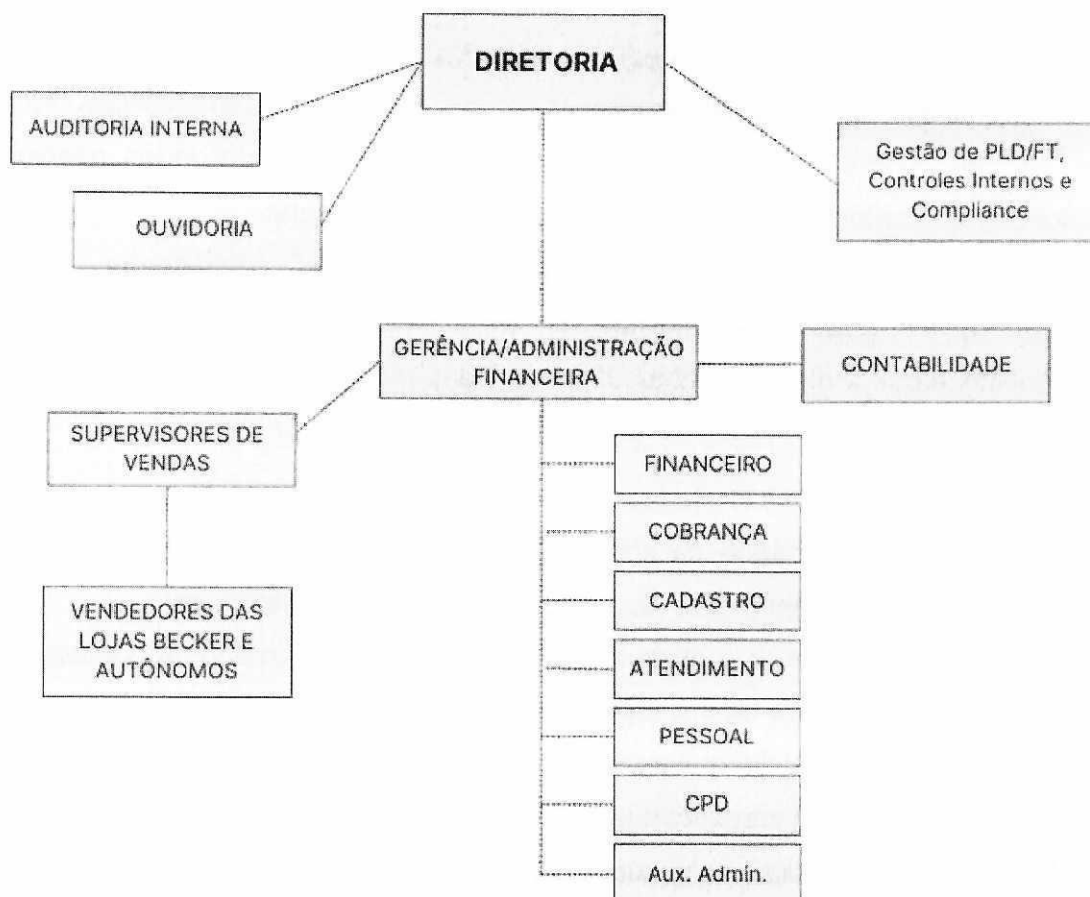 DIRETORIA
AUDITORIA INTERNA
OUVIDORIA
Gestão de PLD/FT,
Controles Internos e
Compliance
GERÊNCIA/ADMINISTRAÇÃO
FINANCEIRA
CONTABILIDADE
SUPERVISORES DE
VENDAS
VENDEDORES DAS
LOJAS BECKER E
AUTÔNOMOS
FINANCEIRO
COBRANÇA
CADASTRO
ATENDIMENTO
PESSOAL
CPD
Aux. Admin.